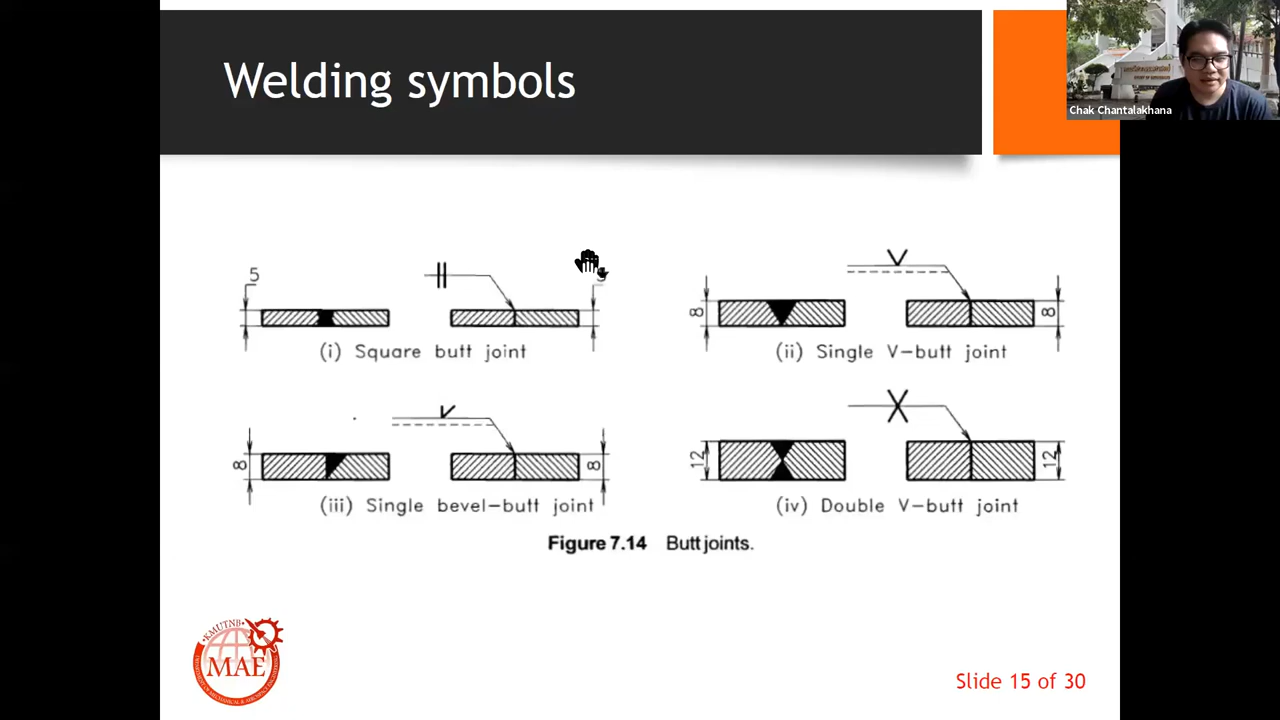 Welding symbols
Chak Chantalakhana
5
(i) Square butt joint
8
8
(ii) Single V-butt joint
8
8
(iii) Single bevel-butt joint
12
12
(iv) Double V-butt joint
Figure 7.14 Butt joints.
KMUTNB
MAE
Slide 15 of 30